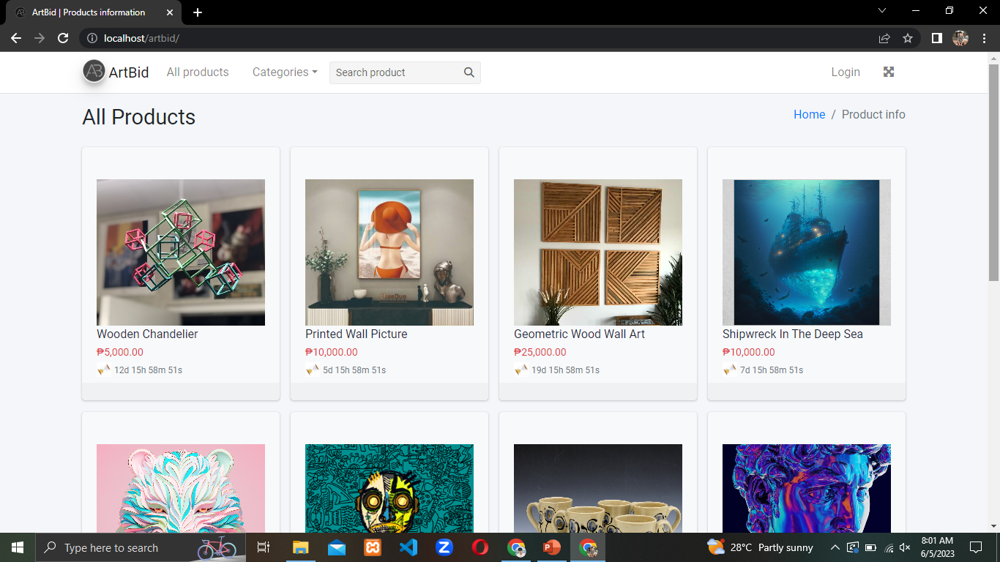 ArtBid | Products information
localhost/artbid/
AB ArtBid All products Categories Search product Login
All Products
Home / Product info
Wooden Chandelier Printed Wall Picture Geometric Wood Wall Art Shipwreck In The Deep Sea
₱5,000.00 ₱10,000.00 ₱25,000.00 ₱10,000.00
12d 15h 58m 51s 5d 15h 58m 51s 19d 15h 58m 51s 7d 15h 58m 51s
Type here to search 28°C Partly sunny 8:01 AM
6/5/2023